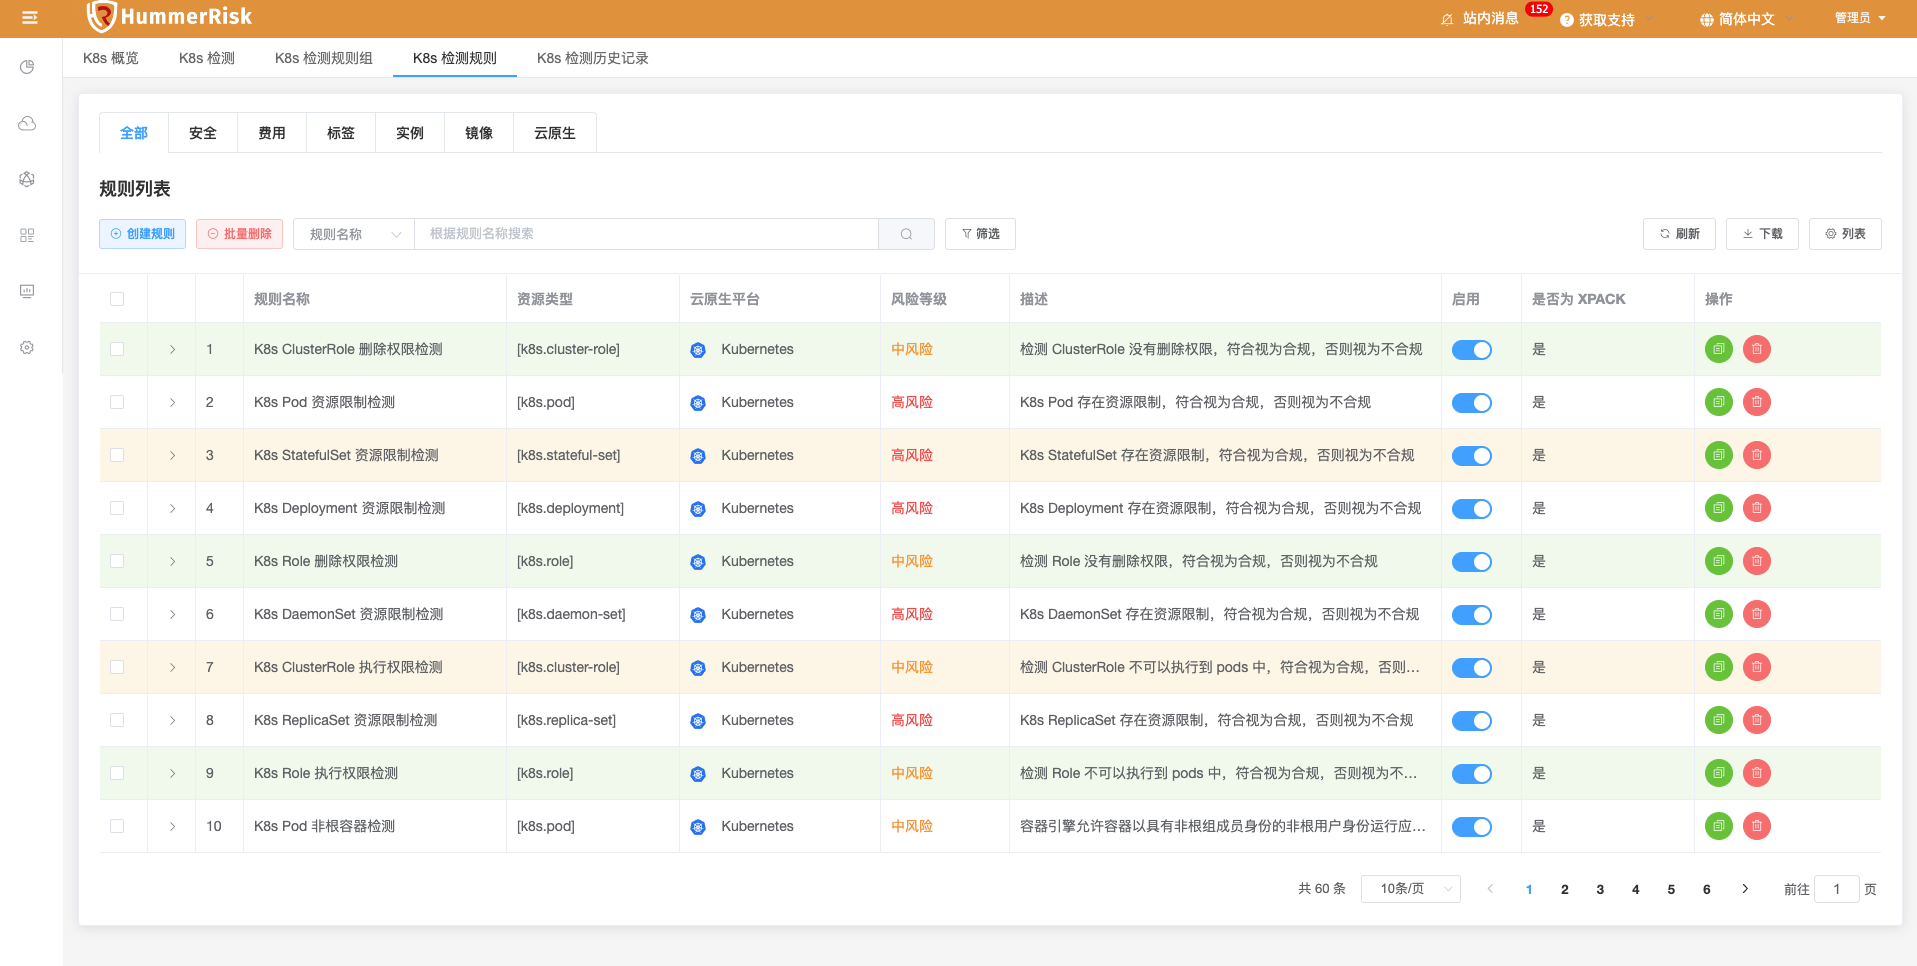 HummerRisk
站内消息 152 获取支持 简体中文 管理员
K8s 概览 K8s 检测 K8s 检测规则组 K8s 检测规则 K8s 检测历史记录
全部 安全 费用 标签 实例 镜像 云原生
规则列表
创建规则 批量删除 规则名称 根据规则名称搜索 筛选 刷新 下载 列表
规则名称 资源类型 云原生平台 风险等级 描述 启用 是否为 XPACK 操作
1 K8s ClusterRole 删除权限检测 [k8s.cluster-role] Kubernetes 中风险 检测 ClusterRole 没有删除权限，符合视为合规，否则视为不合规 是
2 K8s Pod 资源限制检测 [k8s.pod] Kubernetes 高风险 K8s Pod 存在资源限制，符合视为合规，否则视为不合规 是
3 K8s StatefulSet 资源限制检测 [k8s.stateful-set] Kubernetes 高风险 K8s StatefulSet 存在资源限制，符合视为合规，否则视为不合规 是
4 K8s Deployment 资源限制检测 [k8s.deployment] Kubernetes 高风险 K8s Deployment 存在资源限制，符合视为合规，否则视为不合规 是
5 K8s Role 删除权限检测 [k8s.role] Kubernetes 中风险 检测 Role 没有删除权限，符合视为合规，否则视为不合规 是
6 K8s DaemonSet 资源限制检测 [k8s.daemon-set] Kubernetes 高风险 K8s DaemonSet 存在资源限制，符合视为合规，否则视为不合规 是
7 K8s ClusterRole 执行权限检测 [k8s.cluster-role] Kubernetes 中风险 检测 ClusterRole 不可以执行到 pods 中，符合视为合规，否则… 是
8 K8s ReplicaSet 资源限制检测 [k8s.replica-set] Kubernetes 高风险 K8s ReplicaSet 存在资源限制，符合视为合规，否则视为不合规 是
9 K8s Role 执行权限检测 [k8s.role] Kubernetes 中风险 检测 Role 不可以执行到 pods 中，符合视为合规，否则视为不… 是
10 K8s Pod 非根容器检测 [k8s.pod] Kubernetes 中风险 容器引擎允许容器以具有非根组成员身份的非根用户身份运行应… 是
共 60 条 10条/页 1 2 3 4 5 6 前往 1 页